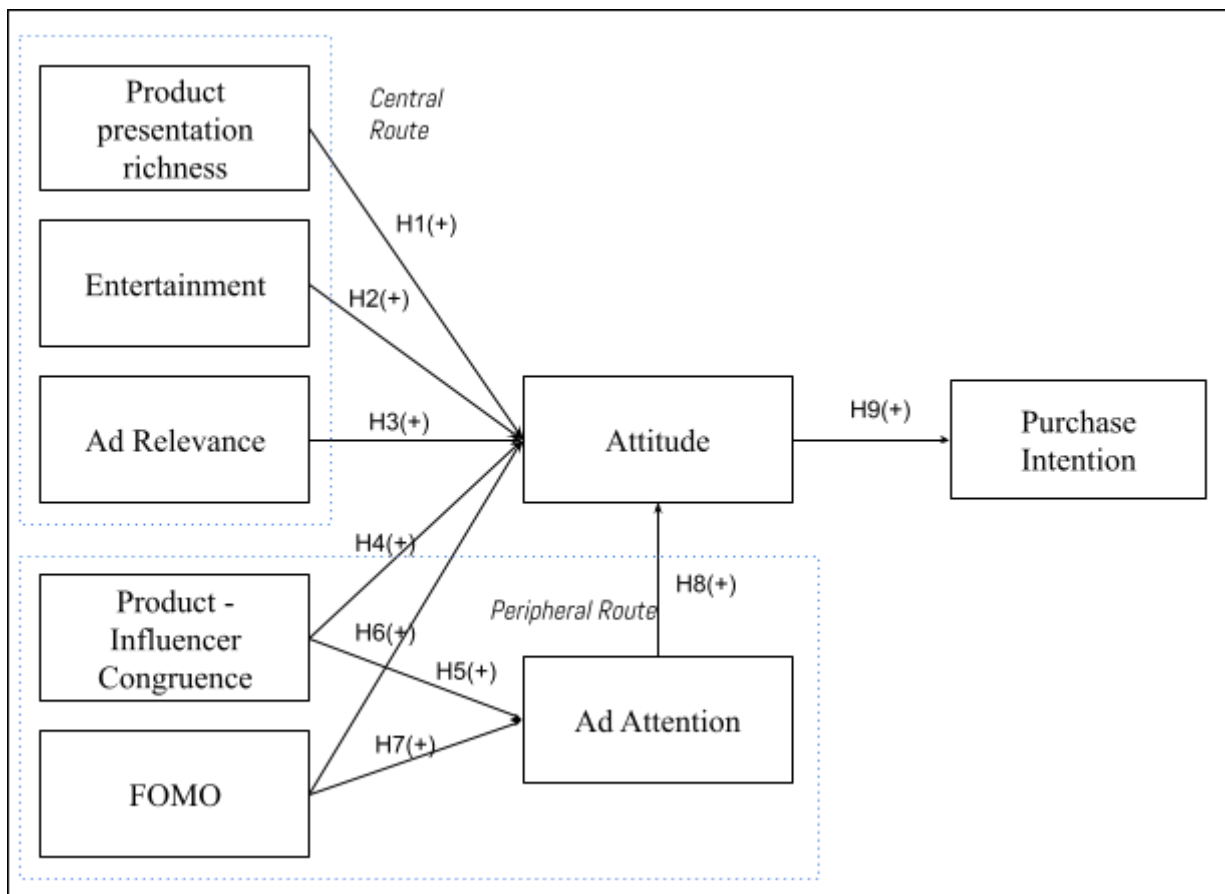 Product
presentation
richness
Central
Route
H1(+)
Entertainment
H2(+)
Ad Relevance
H3(+)
Attitude
H9(+)
Purchase
Intention
H4(+)
Product -
Influencer
Congruence
H6(+)
Peripheral Route
H8(+)
H5(+)
Ad Attention
H7(+)
FOMO